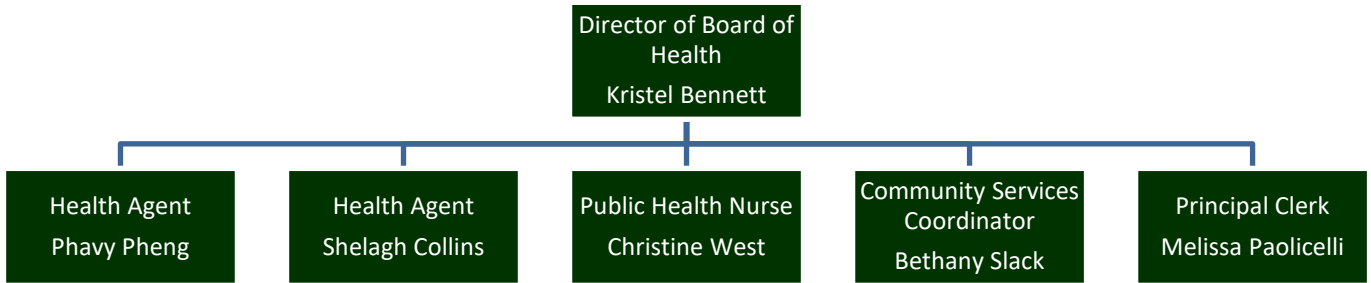 Director of Board of
Health
Kristel Bennett
Health Agent
Phavy Pheng
Health Agent
Shelagh Collins
Public Health Nurse
Christine West
Community Services
Coordinator
Bethany Slack
Principal Clerk
Melissa Paolicelli